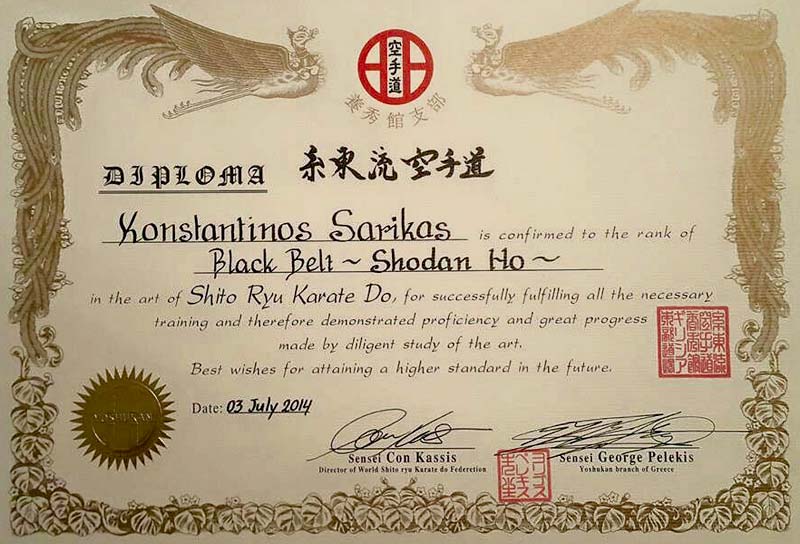 空手道
養秀館支部
DIPLOMA 糸東流空手道
Konstantinos Sarikas is confirmed to the rank of
Black Belt ~ Shodan Ho ~
in the art of Shito Ryu Karate Do, for successfully fulfilling all the necessary
training and therefore demonstrated proficiency and great progress
made by diligent study of the art.
Best wishes for attaining a higher standard in the future.
YOSHUKAN
Date: 03 July 2014
Sensei Con Kassis
Director of World Shito ryu Karate do Federetion
Sensei George Pelekis
Yoshukan branch of Greece